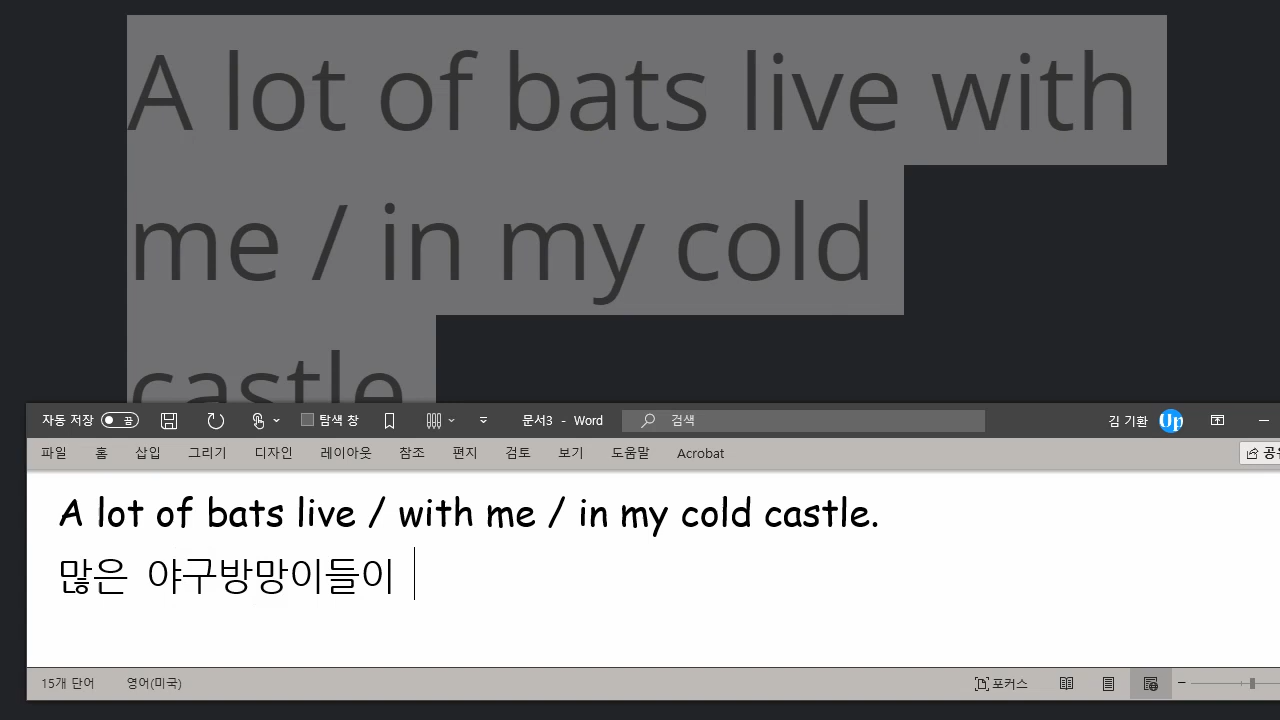 A lot of bats live with
me / in my cold
castle
자동 저장 끔 탐색 창 문서3 - Word 검색 김 기환 Up
파일 홈 삽입 그리기 디자인 레이아웃 참조 편지 검토 보기 도움말 Acrobat
A lot of bats live / with me / in my cold castle.
많은 야구방망이들이
15개 단어 영어(미국) 포커스